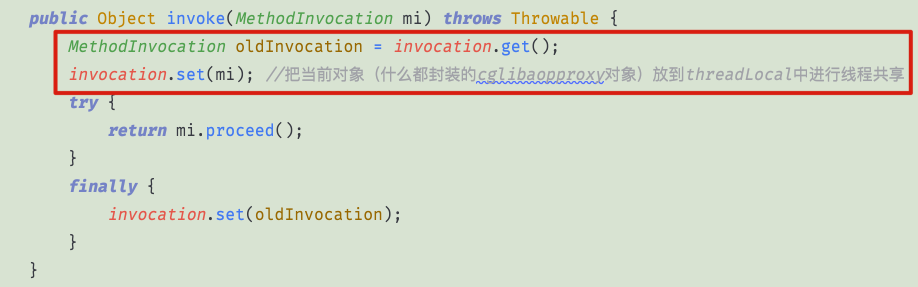 public Object invoke(MethodInvocation mi) throws Throwable {
MethodInvocation oldInvocation = invocation.get();
invocation.set(mi); //把当前对象（什么都封装的cglibaopproxy对象）放到threadLocal中进行线程共享
try {
return mi.proceed();
}
finally {
invocation.set(oldInvocation);
}
}